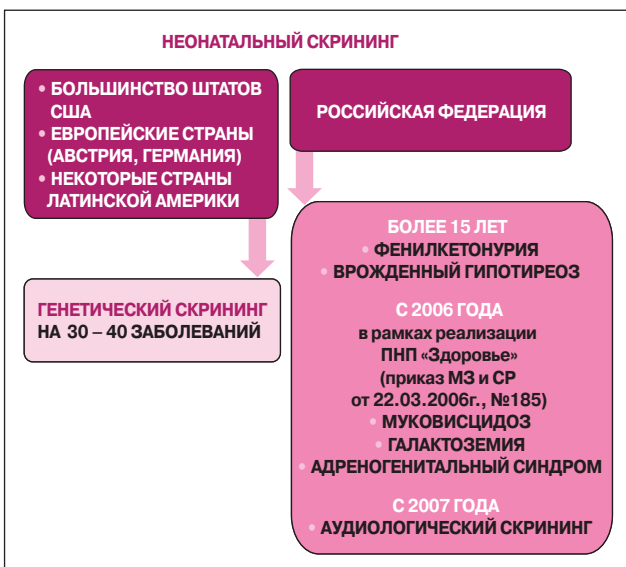 НЕОНАТАЛЬНЫЙ СКРИНИНГ
• БОЛЬШИНСТВО ШТАТОВ
США
• ЕВРОПЕЙСКИЕ СТРАНЫ
(АВСТРИЯ, ГЕРМАНИЯ)
• НЕКОТОРЫЕ СТРАНЫ
ЛАТИНСКОЙ АМЕРИКИ
ГЕНЕТИЧЕСКИЙ СКРИНИНГ
НА 30 – 40 ЗАБОЛЕВАНИЙ
РОССИЙСКАЯ ФЕДЕРАЦИЯ
БОЛЕЕ 15 ЛЕТ
• ФЕНИЛКЕТОНУРИЯ
• ВРОЖДЕННЫЙ ГИПОТИРЕОЗ
С 2006 ГОДА
в рамках реализации
ПНП «Здоровье»
(приказ МЗ и СР
от 22.03.2006г., №185)
• МУКОВИСЦИДОЗ
• ГАЛАКТОЗЕМИЯ
• АДРЕНОГЕНИТАЛЬНЫЙ СИНДРОМ
С 2007 ГОДА
• АУДИОЛОГИЧЕСКИЙ СКРИНИНГ